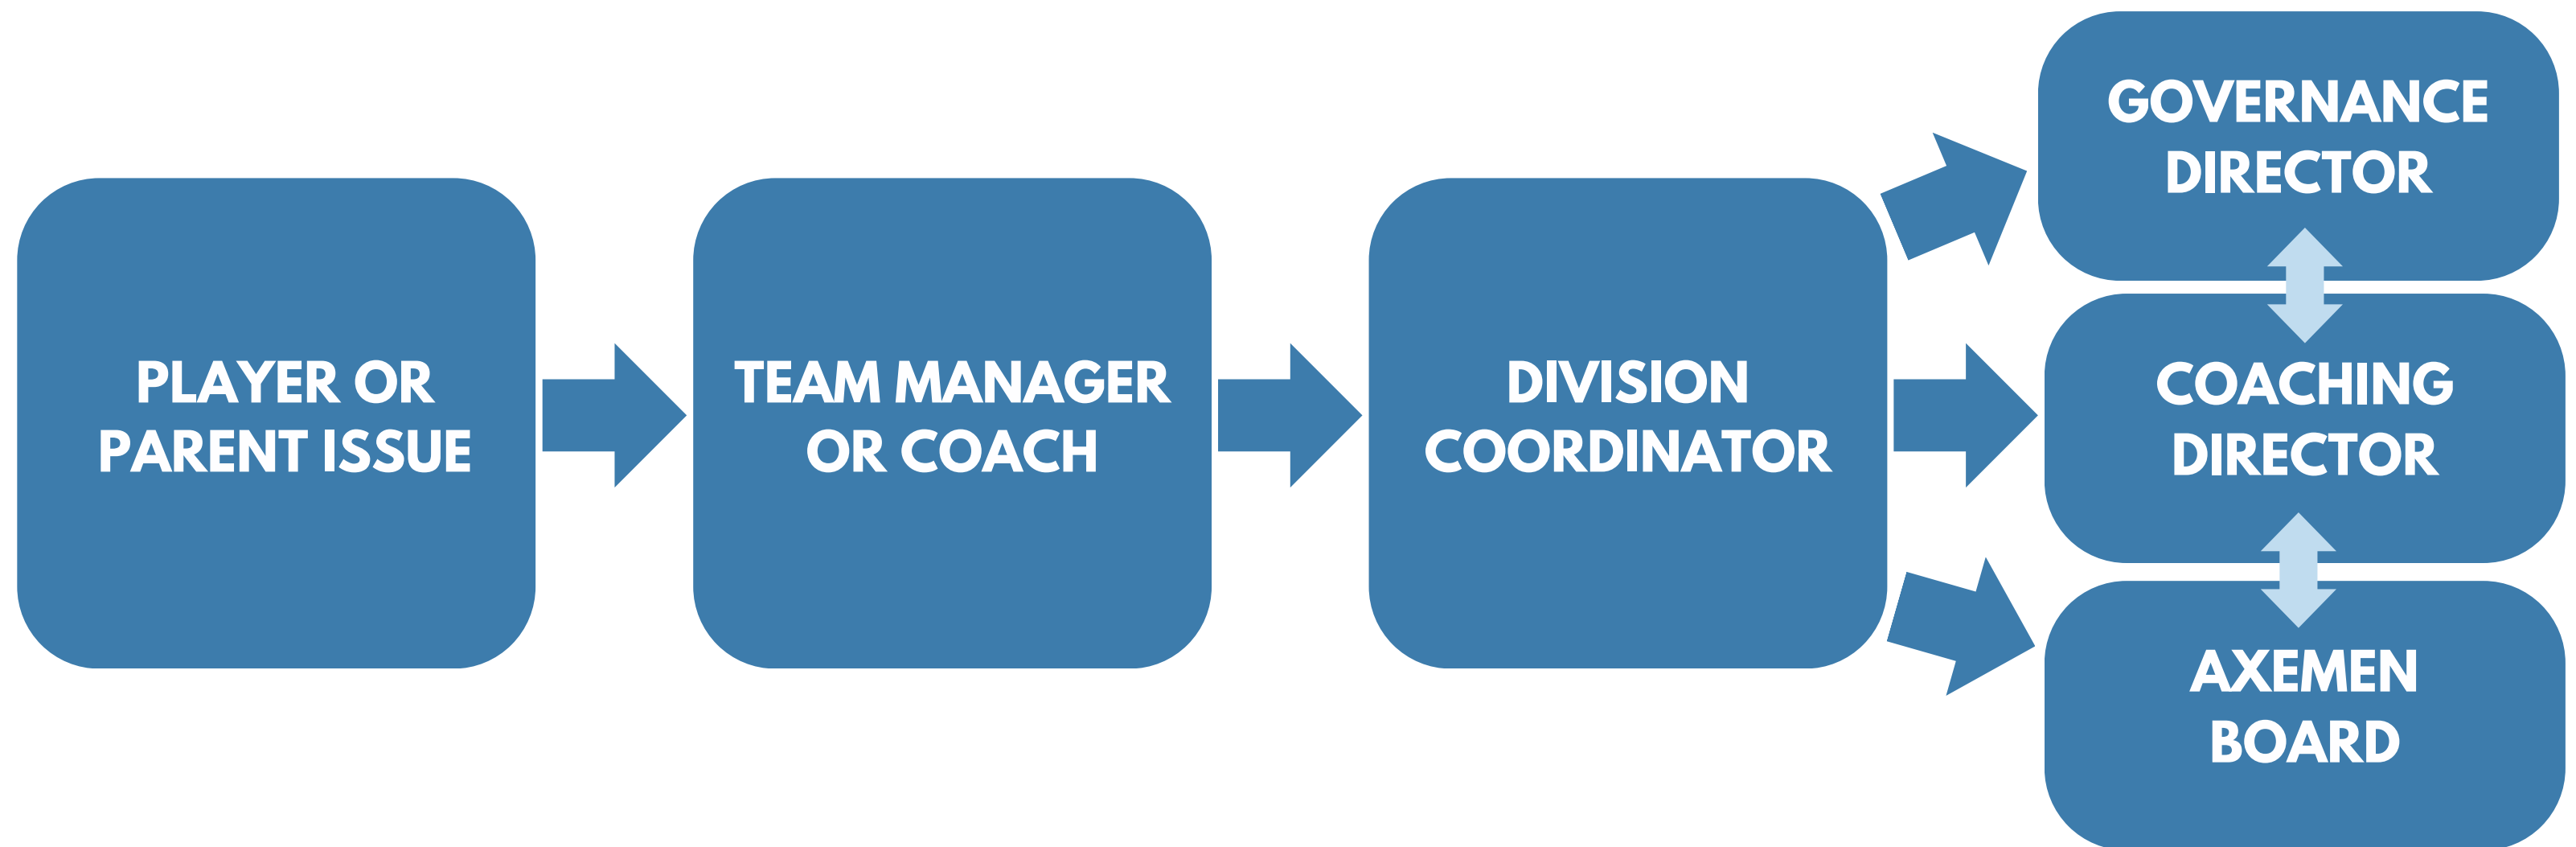 PLAYER OR
PARENT ISSUE
TEAM MANAGER
OR COACH
DIVISION
COORDINATOR
GOVERNANCE
DIRECTOR
COACHING
DIRECTOR
AXEMEN
BOARD